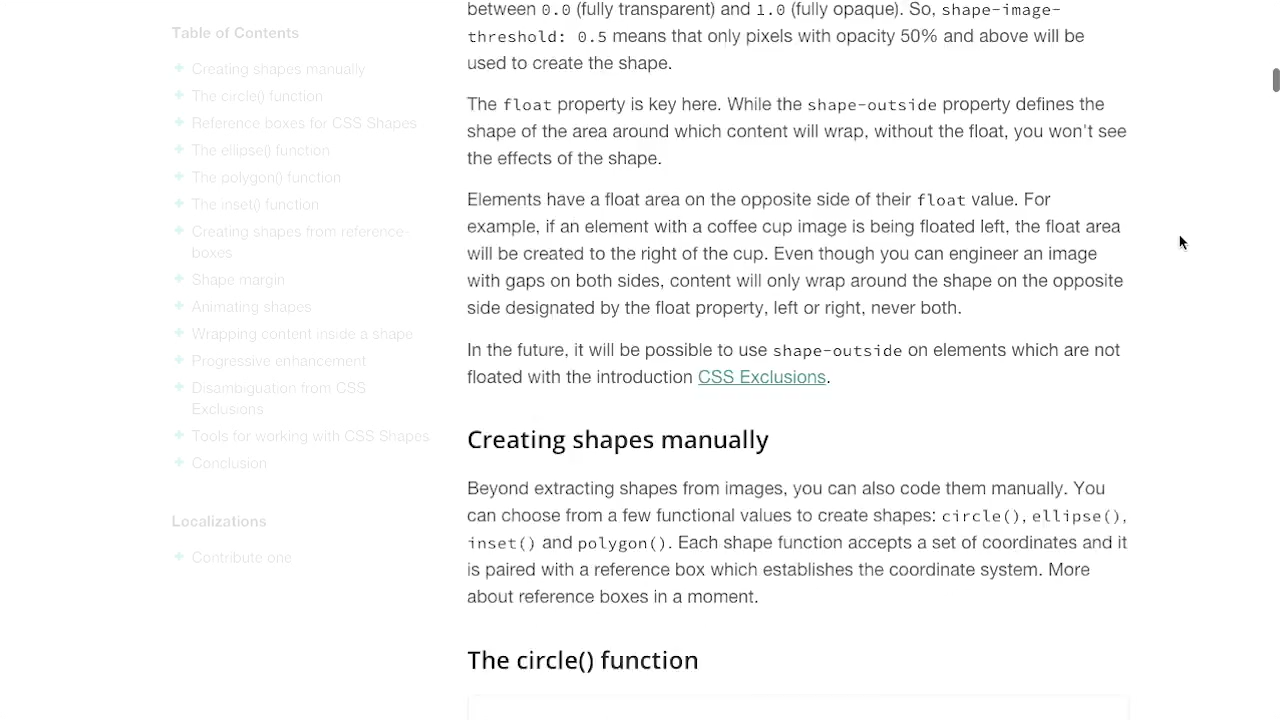 Table of Contents
Creating shapes manually
The circle() function
Reference boxes for CSS Shapes
The ellipse() function
The polygon() function
The inset() function
Creating shapes from reference-
boxes
Shape margin
Animating shapes
Wrapping content inside a shape
Progressive enhancement
Disambiguation from CSS
Exclusions
Tools for working with CSS Shapes
Conclusion
Localizations
Contribute one
between 0.0 (fully transparent) and 1.0 (fully opaque). So, shape-image-
threshold: 0.5 means that only pixels with opacity 50% and above will be
used to create the shape.
The float property is key here. While the shape-outside property defines the
shape of the area around which content will wrap, without the float, you won't see
the effects of the shape.
Elements have a float area on the opposite side of their float value. For
example, if an element with a coffee cup image is being floated left, the float area
will be created to the right of the cup. Even though you can engineer an image
with gaps on both sides, content will only wrap around the shape on the opposite
side designated by the float property, left or right, never both.
In the future, it will be possible to use shape-outside on elements which are not
floated with the introduction CSS Exclusions.
Creating shapes manually
Beyond extracting shapes from images, you can also code them manually. You
can choose from a few functional values to create shapes: circle(), ellipse(),
inset() and polygon(). Each shape function accepts a set of coordinates and it
is paired with a reference box which establishes the coordinate system. More
about reference boxes in a moment.
The circle() function